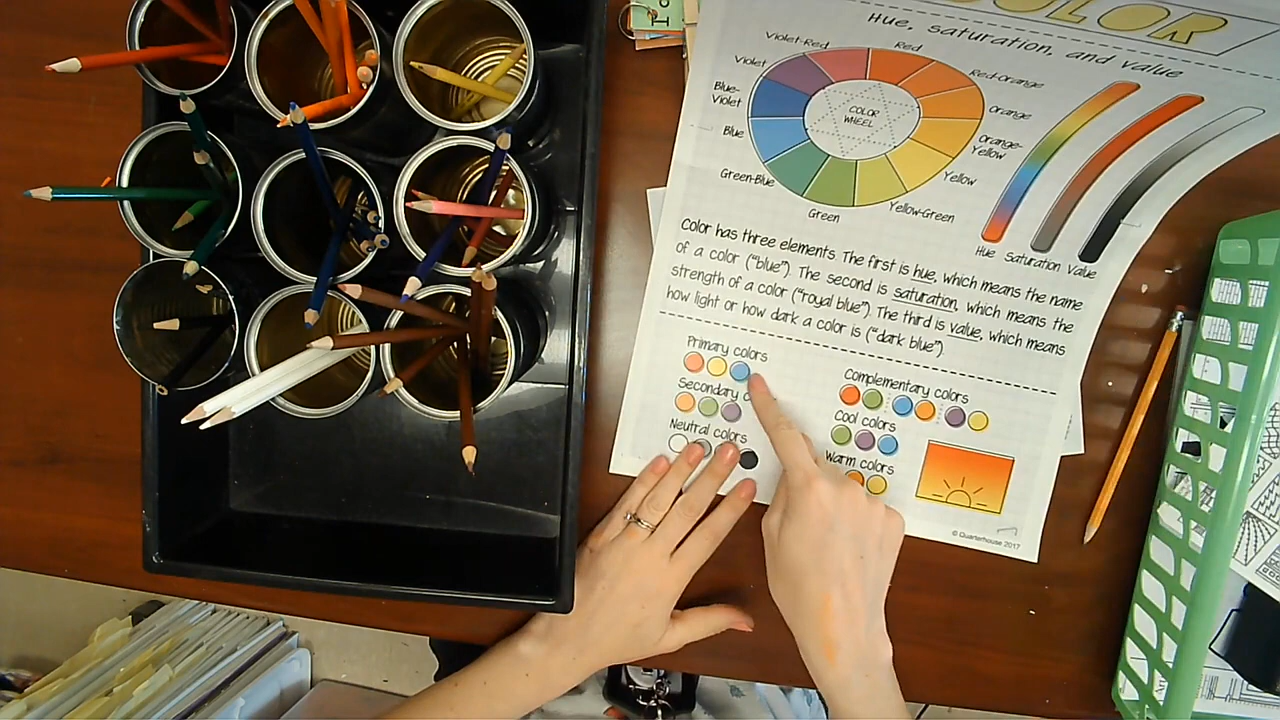 COLOR
Hue, saturation, and value
Violet-Red
Red
Violet
Red-Orange
Blue-
Violet
Orange
COLOR
WHEEL
Blue
Orange-
Yellow
Green-Blue
Yellow
Green
Yellow-Green
Hue Saturation Value
Color has three elements. The first is hue, which means the name
of a color ("blue"). The second is saturation, which means the
strength of a color ("royal blue"). The third is value, which means
how light or how dark a color is ("dark blue").
Primary colors
Secondary c
Neutral colors
Complementary colors
Cool colors
Warm colors
© Quarterhouse 2017